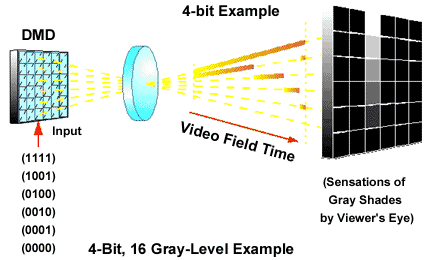 4-bit Example
DMD
Input
Video Field Time
(1111)
(1001)
(0100)
(0010)
(0001)
(0000)
(Sensations of
Gray Shades
by Viewer's Eye)
4-Bit, 16 Gray-Level Example